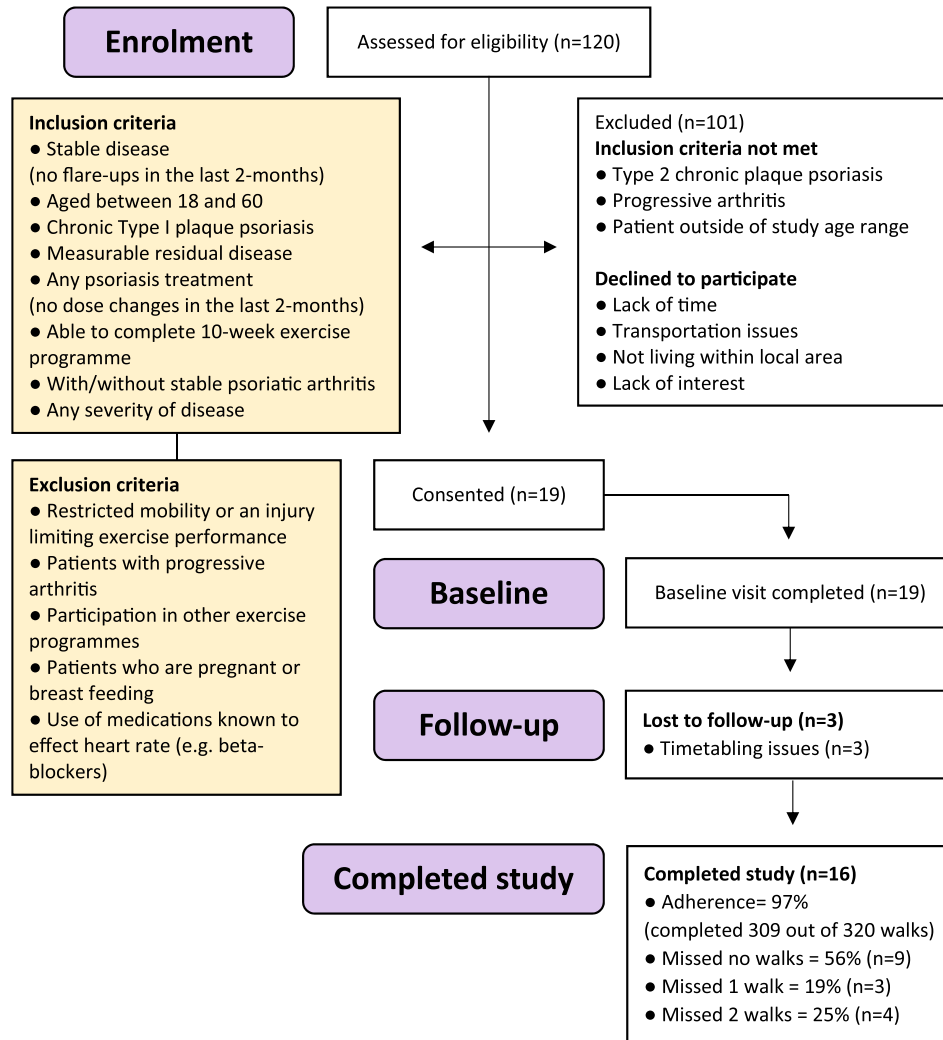 Enrolment
Assessed for eligibility (n=120)
Inclusion criteria
● Stable disease
(no flare-ups in the last 2-months)
● Aged between 18 and 60
● Chronic Type I plaque psoriasis
● Measurable residual disease
● Any psoriasis treatment
(no dose changes in the last 2-months)
● Able to complete 10-week exercise
programme
● With/without stable psoriatic arthritis
● Any severity of disease
Excluded (n=101)
Inclusion criteria not met
● Type 2 chronic plaque psoriasis
● Progressive arthritis
● Patient outside of study age range
Declined to participate
● Lack of time
● Transportation issues
● Not living within local area
● Lack of interest
Exclusion criteria
● Restricted mobility or an injury
limiting exercise performance
● Patients with progressive
arthritis
● Participation in other exercise
programmes
● Patients who are pregnant or
breast feeding
● Use of medications known to
effect heart rate (e.g. beta-
blockers)
Consented (n=19)
Baseline
Baseline visit completed (n=19)
Follow-up
Lost to follow-up (n=3)
● Timetabling issues (n=3)
Completed study
Completed study (n=16)
● Adherence= 97%
(completed 309 out of 320 walks)
● Missed no walks = 56% (n=9)
● Missed 1 walk = 19% (n=3)
● Missed 2 walks = 25% (n=4)